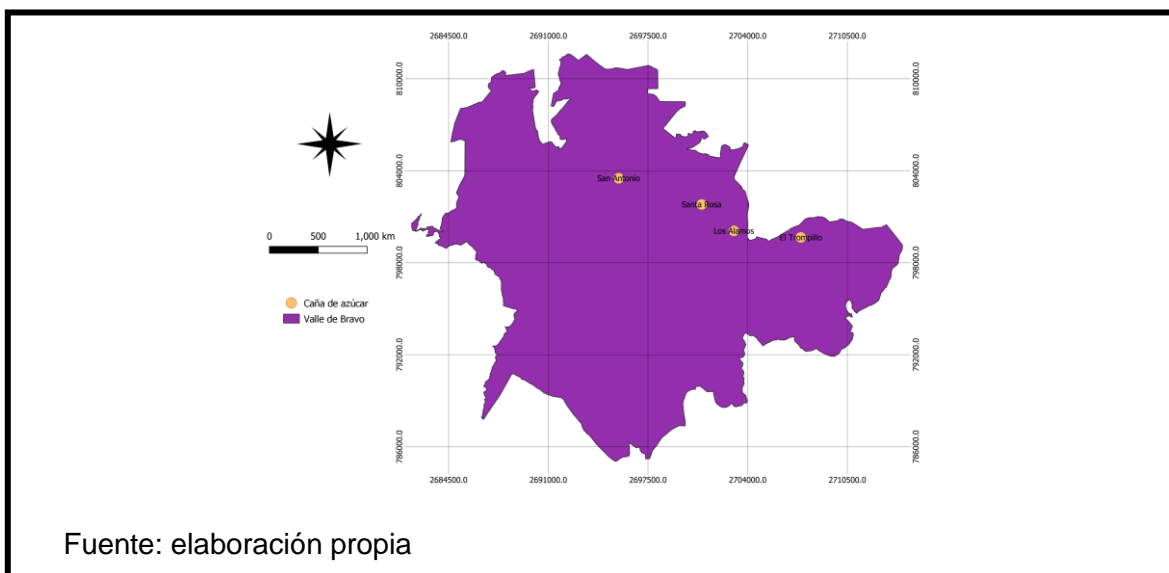 2684500.0 2691000.0 2697500.0 2704000.0 2710500.0
810000.0 810000.0
804000.0 804000.0
San Antonio
Santa Rosa
Los Álamos
El Trompillo
0 500 1,000 km
798000.0 798000.0
Caña de azúcar
Valle de Bravo
792000.0 792000.0
786000.0 786000.0
2684500.0 2691000.0 2697500.0 2704000.0 2710500.0
Fuente: elaboración propia